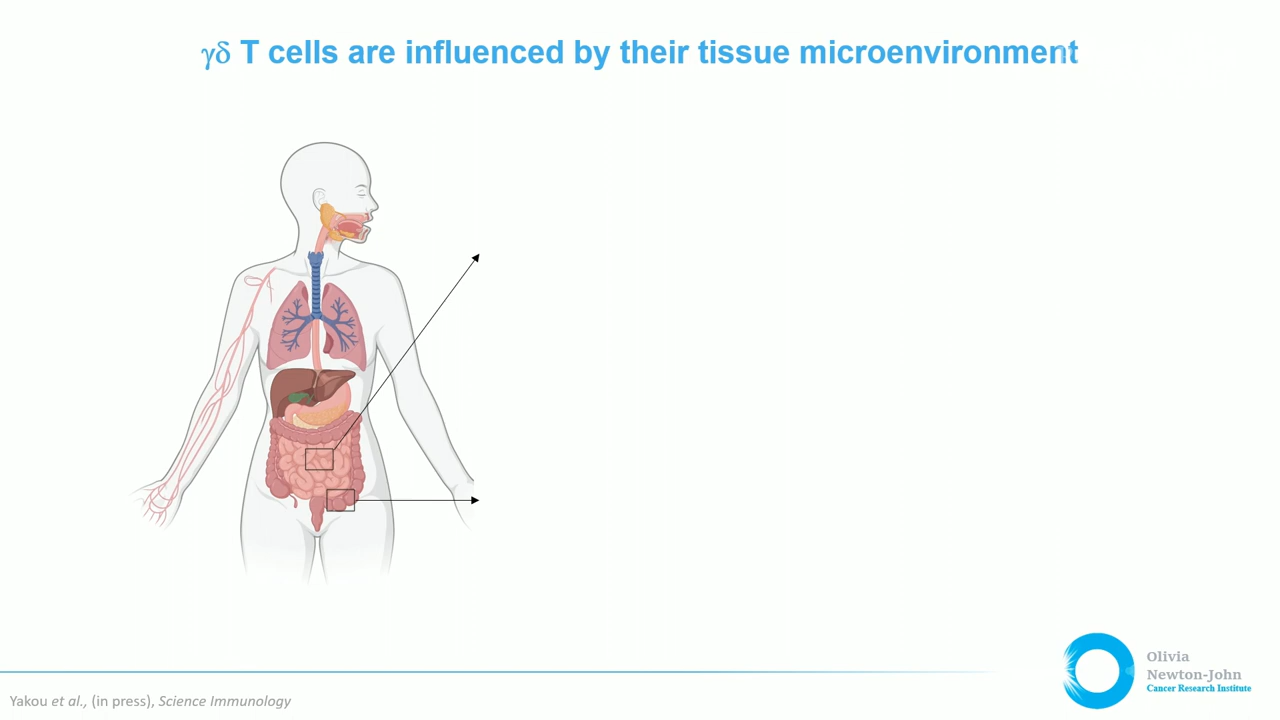 γδ T cells are influenced by their tissue microenvironment
Olivia
Newton-John
Cancer Research Institute
Yakou et al., (in press), Science Immunology